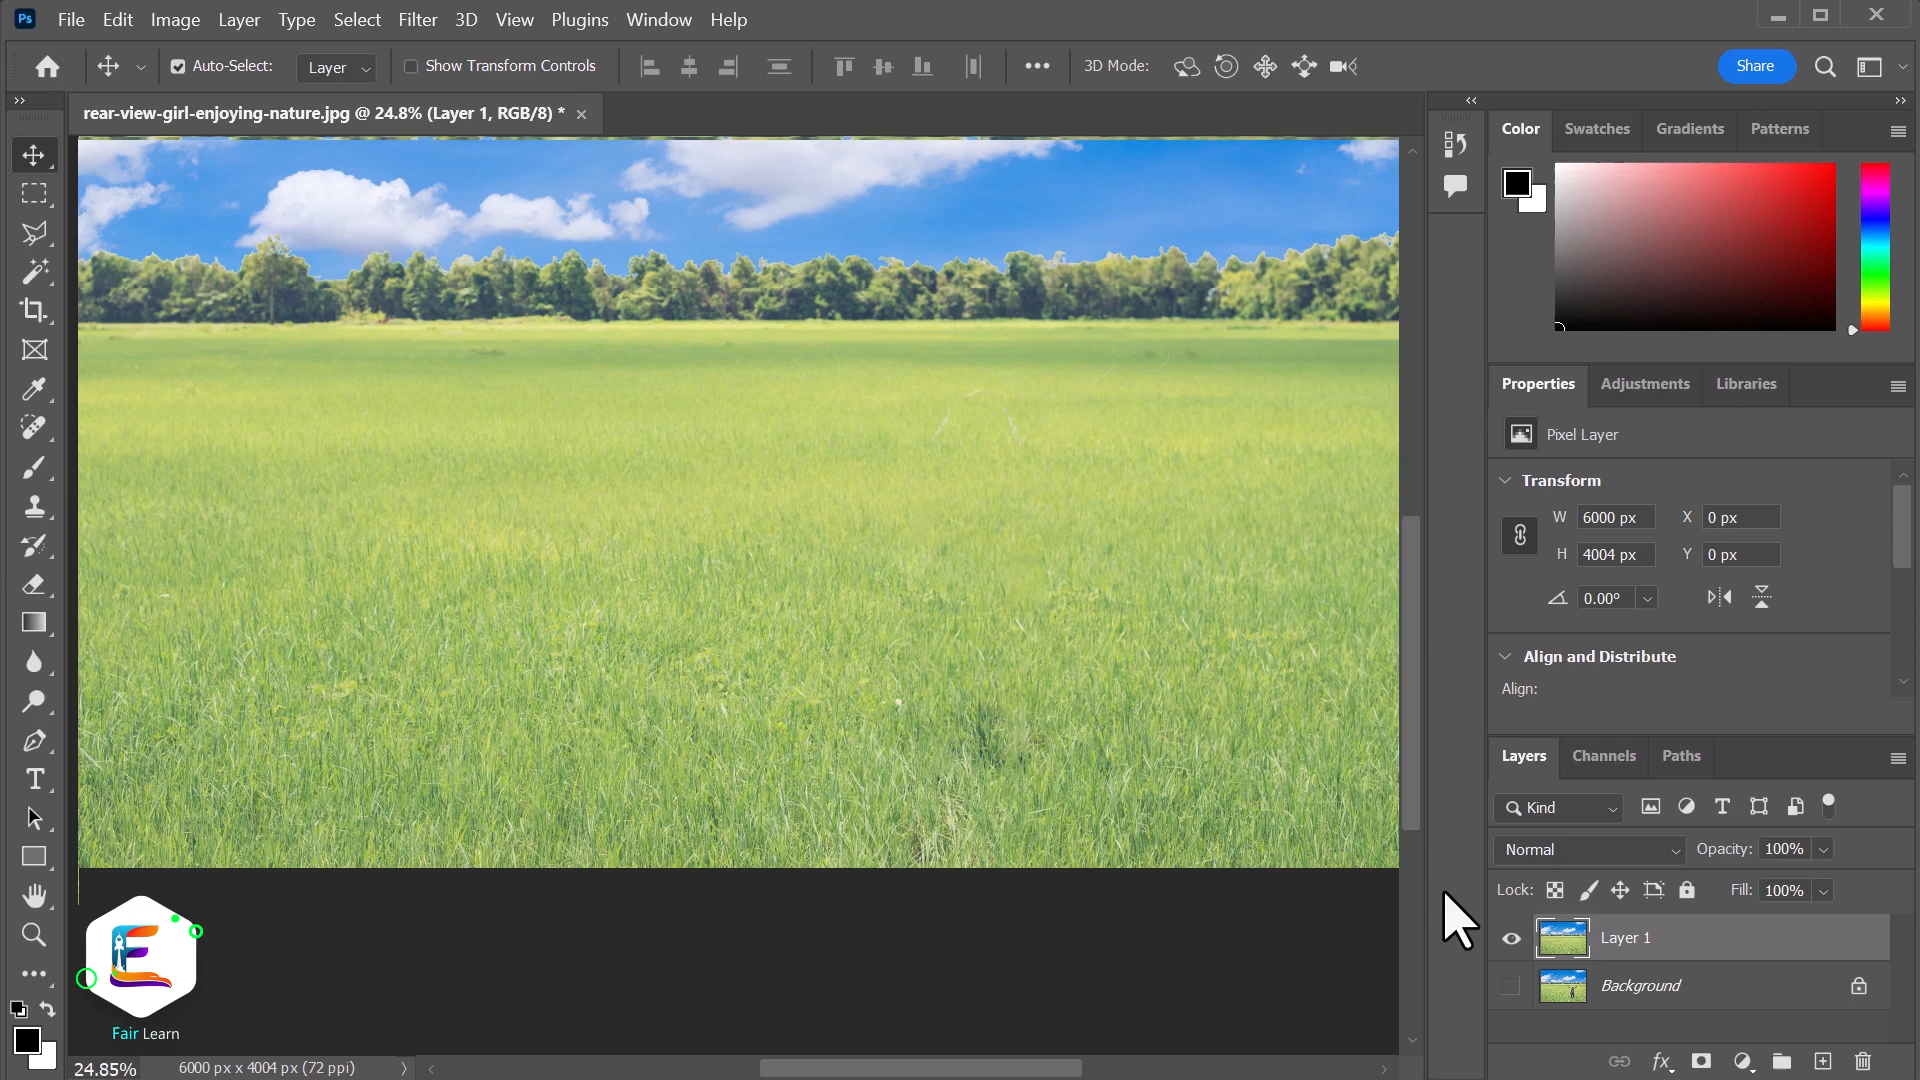 Ps File Edit Image Layer Type Select Filter 3D View Plugins Window Help
Auto-Select: Layer Show Transform Controls 3D Mode: Share
rear-view-girl-enjoying-nature.jpg @ 24.8% (Layer 1, RGB/8) *
Color Swatches Gradients Patterns
Properties Adjustments Libraries
Pixel Layer
Transform
W 6000 px X 0 px
H 4004 px Y 0 px
0.00°
Align and Distribute
Align:
Layers Channels Paths
Kind
Normal Opacity: 100%
Lock: Fill: 100%
Layer 1
Background
E
Fair Learn
24.85% 6000 px x 4004 px (72 ppi)